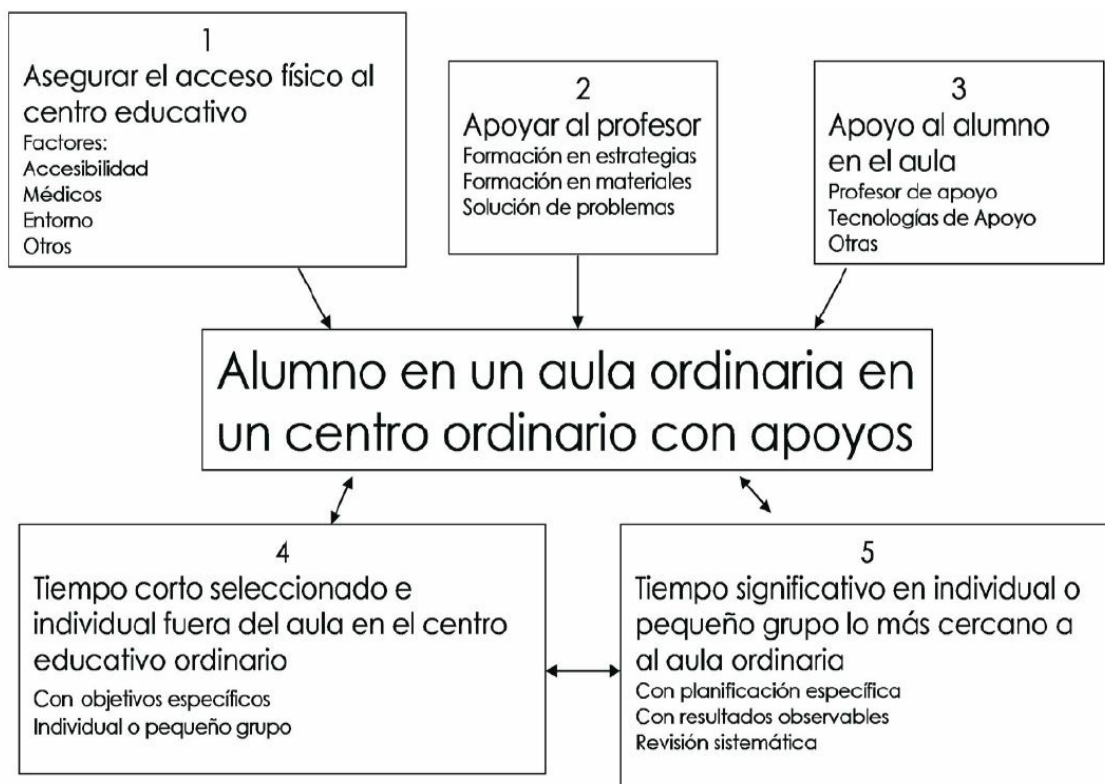 1
Asegurar el acceso físico al
centro educativo
Factores:
Accesibilidad
Médicos
Entorno
Otros
2
Apoyar al profesor
Formación en estrategias
Formación en materiales
Solución de problemas
3
Apoyo al alumno
en el aula
Profesor de apoyo
Tecnologías de Apoyo
Otras
Alumno en un aula ordinaria en
un centro ordinario con apoyos
4
Tiempo corto seleccionado e
individual fuera del aula en el centro
educativo ordinario
Con objetivos específicos
Individual o pequeño grupo
5
Tiempo significativo en individual o
pequeño grupo lo más cercano a
al aula ordinaria
Con planificación específica
Con resultados observables
Revisión sistemática